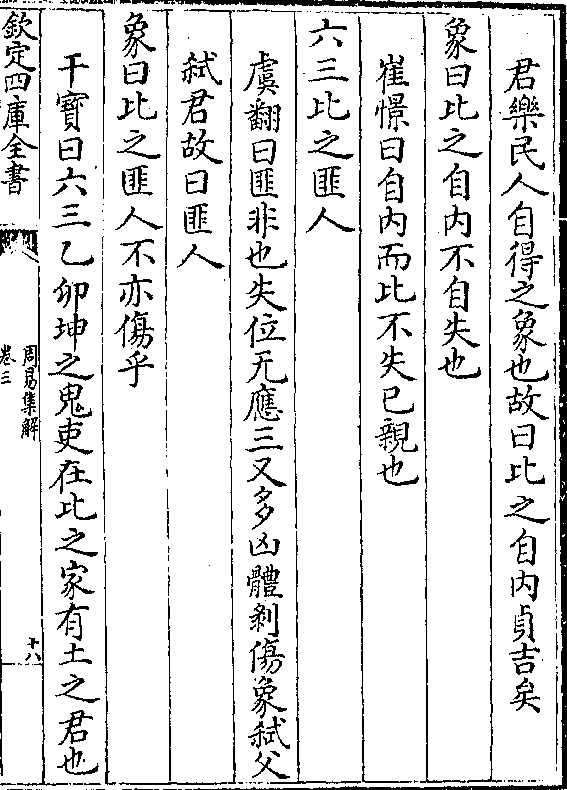 君樂民人自得之象也故曰比之自内貞吉矣
象曰比之自内不自失也
崔憬曰自内而比不失己親也
六三比之匪人
虞翻曰匪非也失位无應三又多凶體剝傷象弑父
弑君故曰匪人
象曰比之匪人不亦傷乎
干寶曰六三乙卯坤之鬼吏在比之家有土之君也
欽定四庫全書
周易集解
卷三
十八